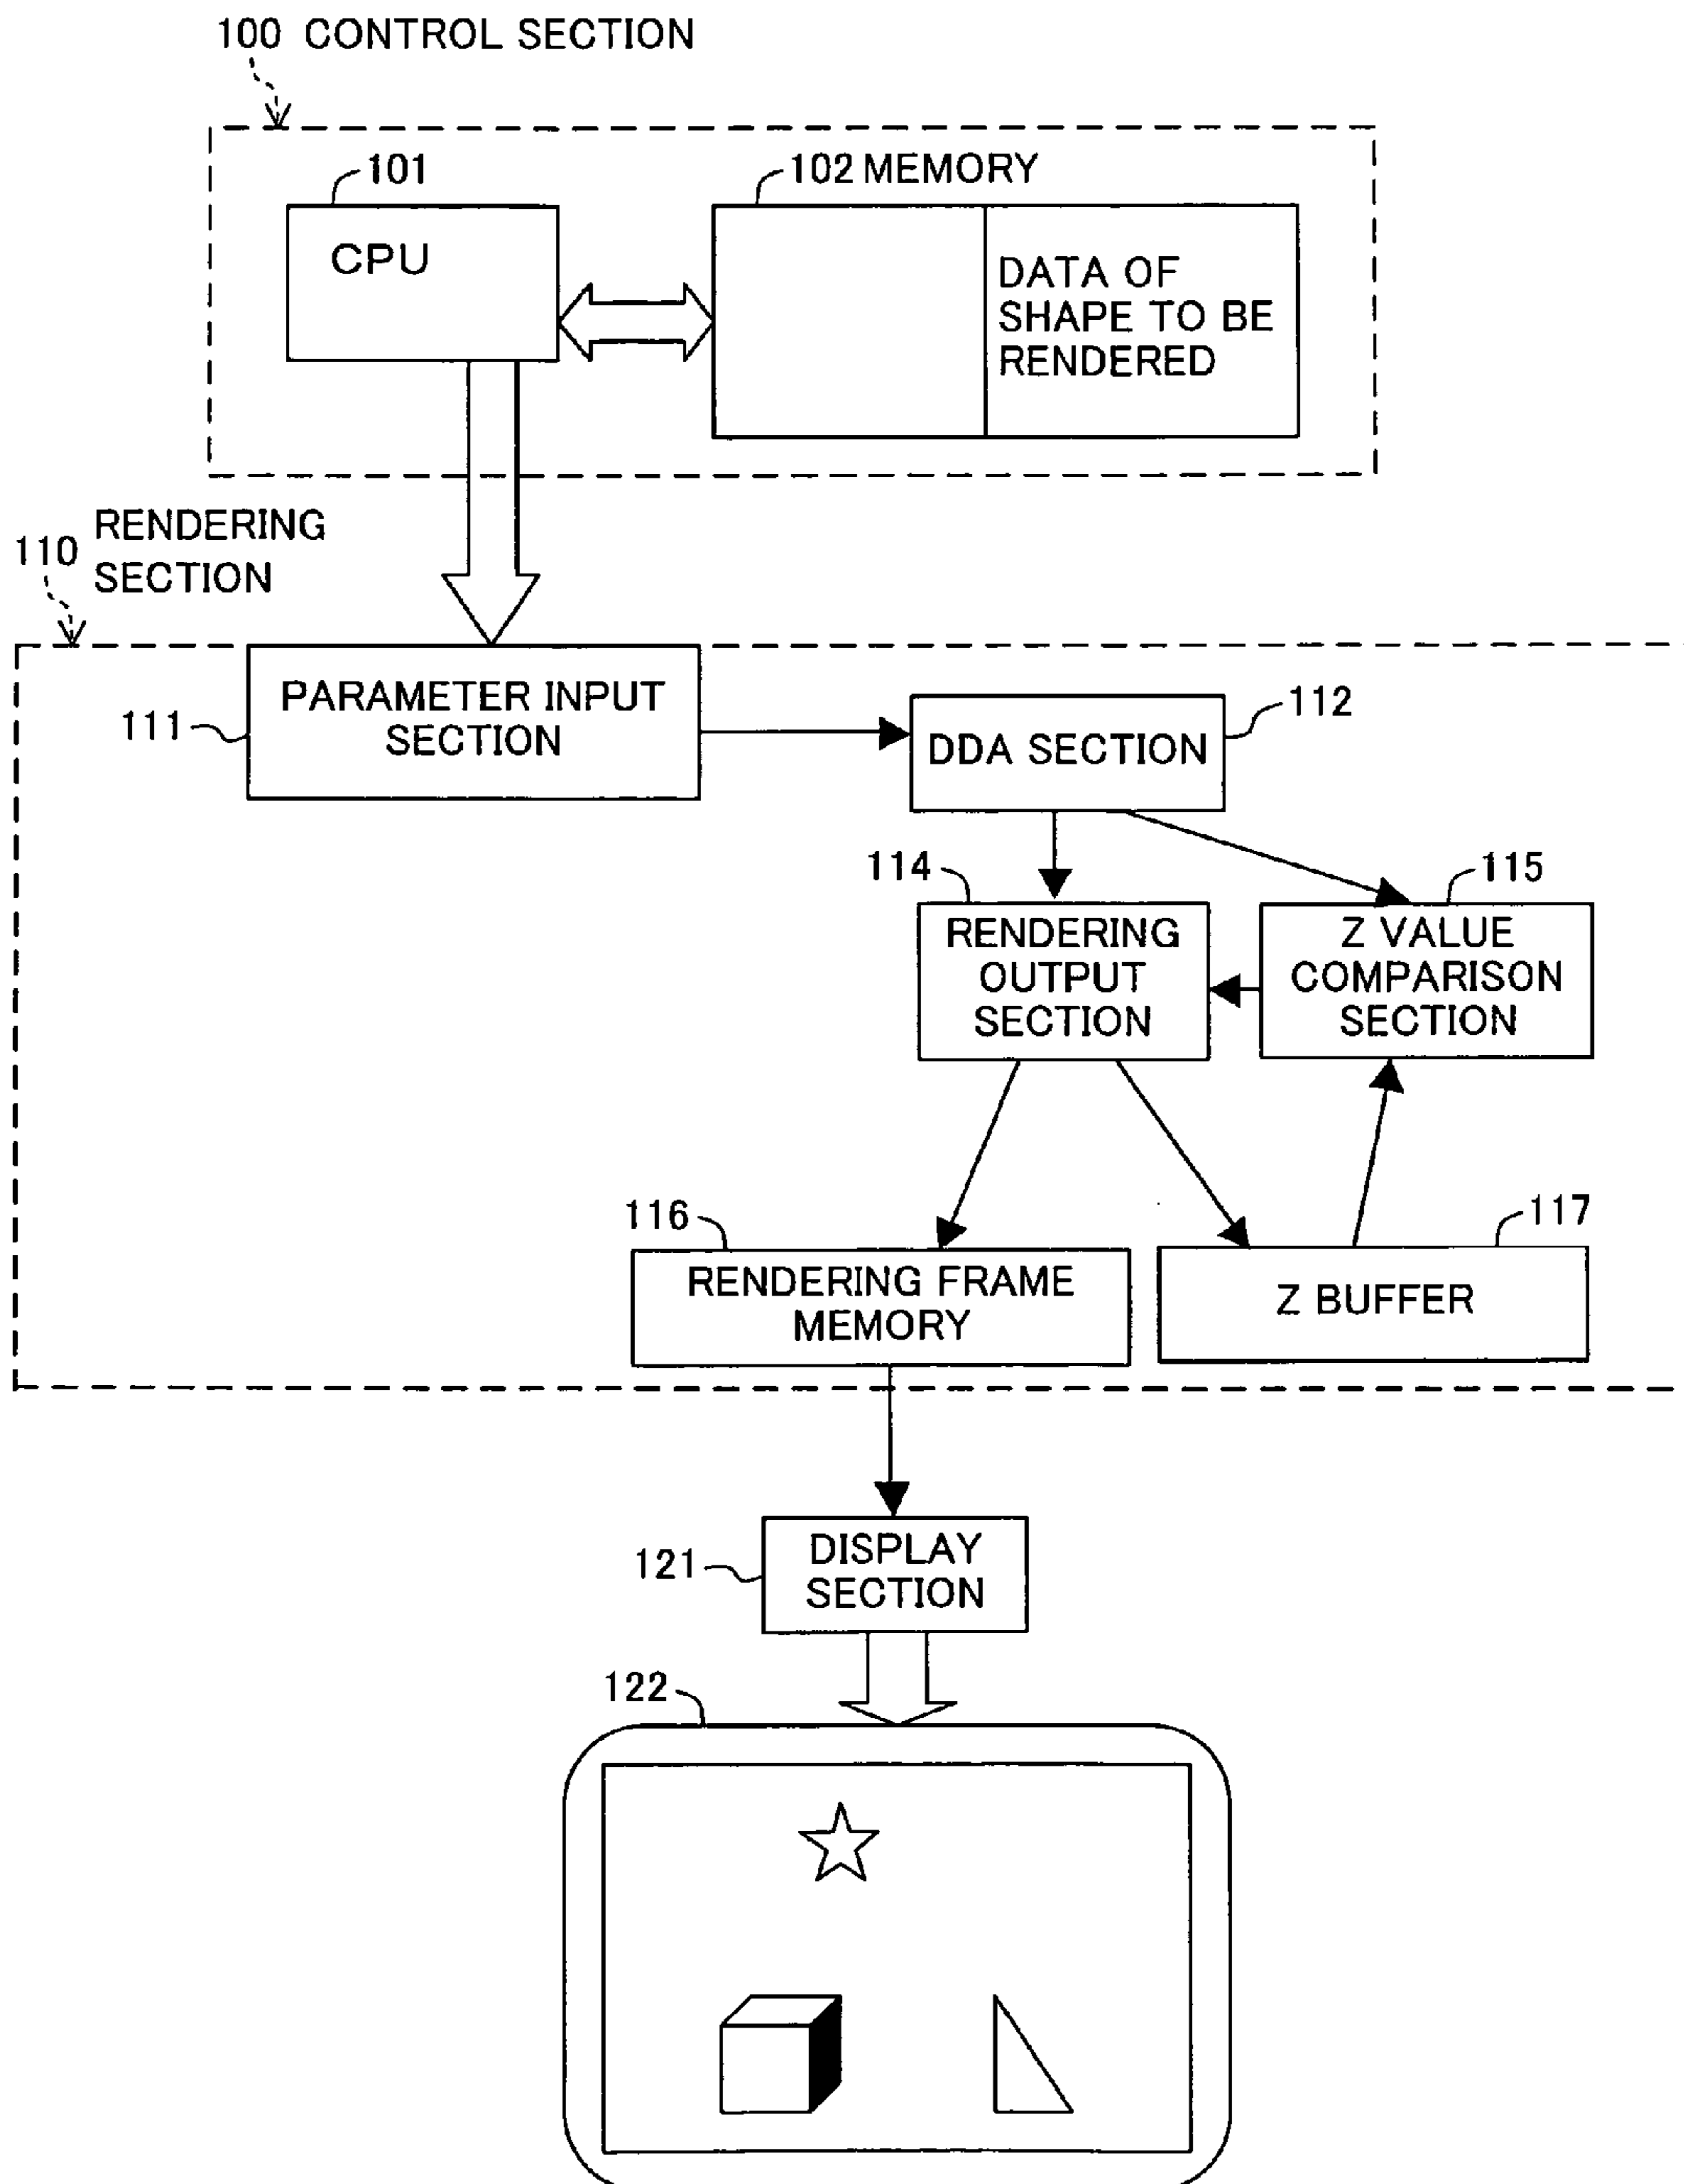 100 CONTROL SECTION
101
102 MEMORY
CPU
DATA OF
SHAPE TO BE
RENDERED
110
RENDERING
SECTION
111
PARAMETER INPUT
SECTION
112
DDA SECTION
114
115
RENDERING
OUTPUT
SECTION
Z VALUE
COMPARISON
SECTION
116
117
RENDERING FRAME
MEMORY
Z BUFFER
121
DISPLAY
SECTION
122